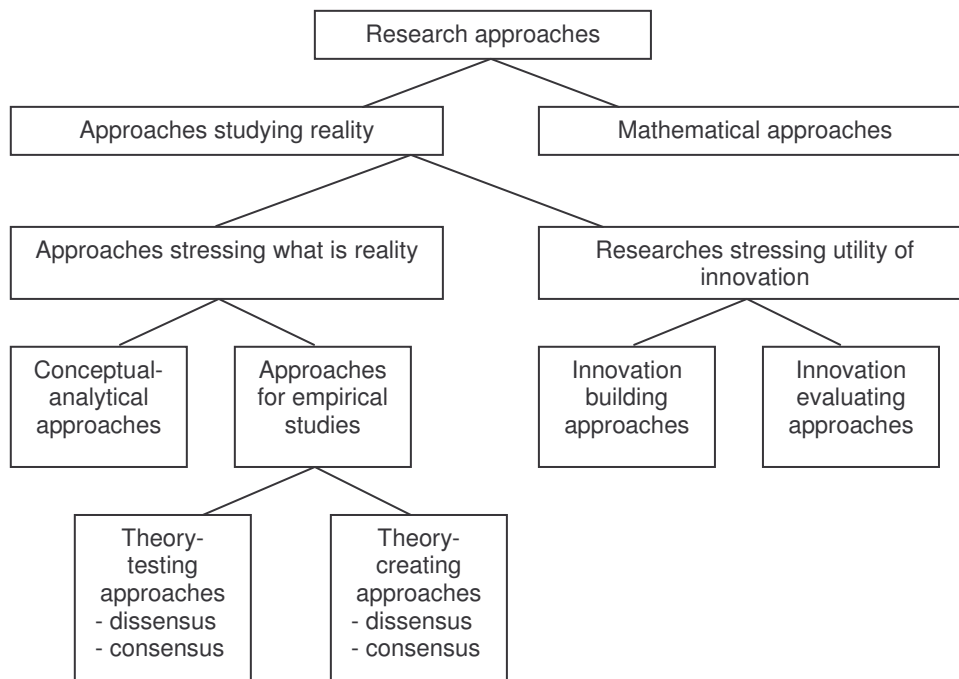 Research approaches
Approaches studying reality
Mathematical approaches
Approaches stressing what is reality
Researches stressing utility of
innovation
Conceptual-
analytical
approaches
Approaches
for empirical
studies
Innovation
building
approaches
Innovation
evaluating
approaches
Theory-
testing
approaches
- dissensus
- consensus
Theory-
creating
approaches
- dissensus
- consensus